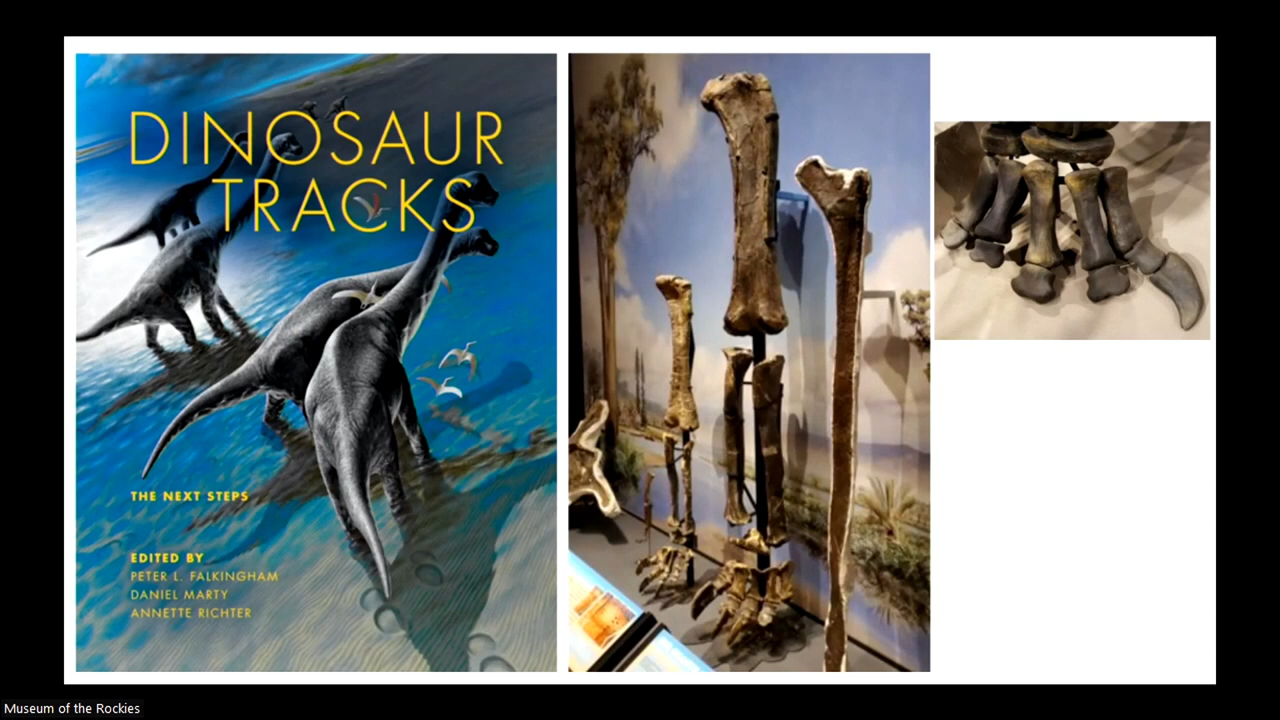 DINOSAUR
TRACKS
THE NEXT STEPS
EDITED BY
PETER L. FALKINGHAM
DANIEL MARTY
ANNETTE RICHTER
Museum of the Rockies